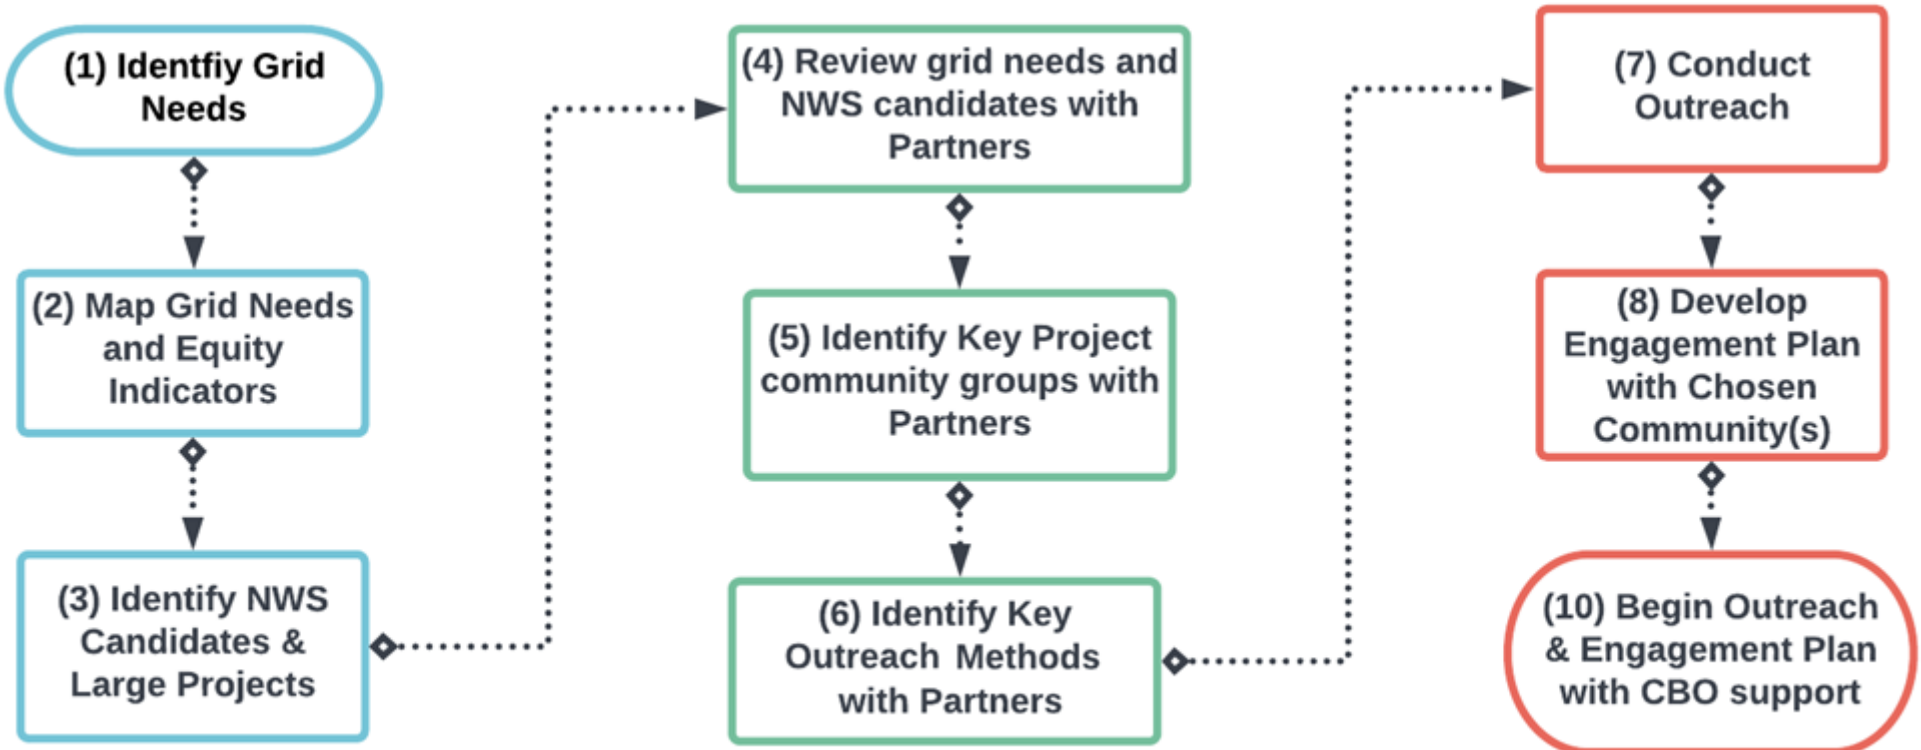 (1) Identfiy Grid
Needs
(2) Map Grid Needs
and Equity
Indicators
(3) Identify NWS
Candidates &
Large Projects
(4) Review grid needs and
NWS candidates with
Partners
(5) Identify Key Project
community groups with
Partners
(6) Identify Key
Outreach Methods
with Partners
(7) Conduct
Outreach
(8) Develop
Engagement Plan
with Chosen
Community(s)
(10) Begin Outreach
& Engagement Plan
with CBO support